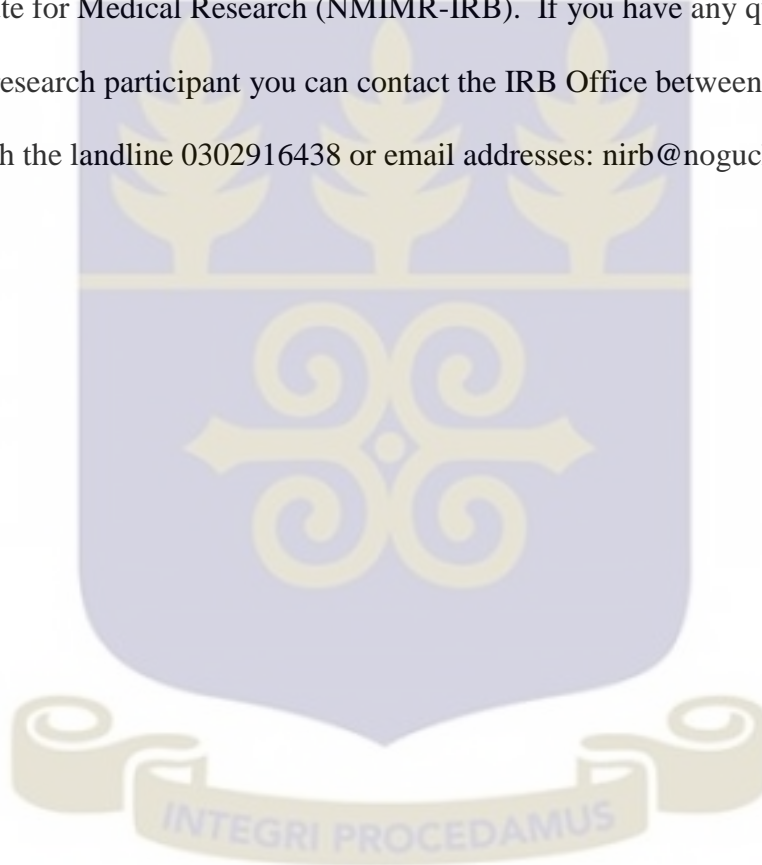 te for Medical Research (NMIMR-IRB).  If you have any q
esearch participant you can contact the IRB Office between
h the landline 0302916438 or email addresses: nirb@noguc
INTEGRI PROCEDAMUS